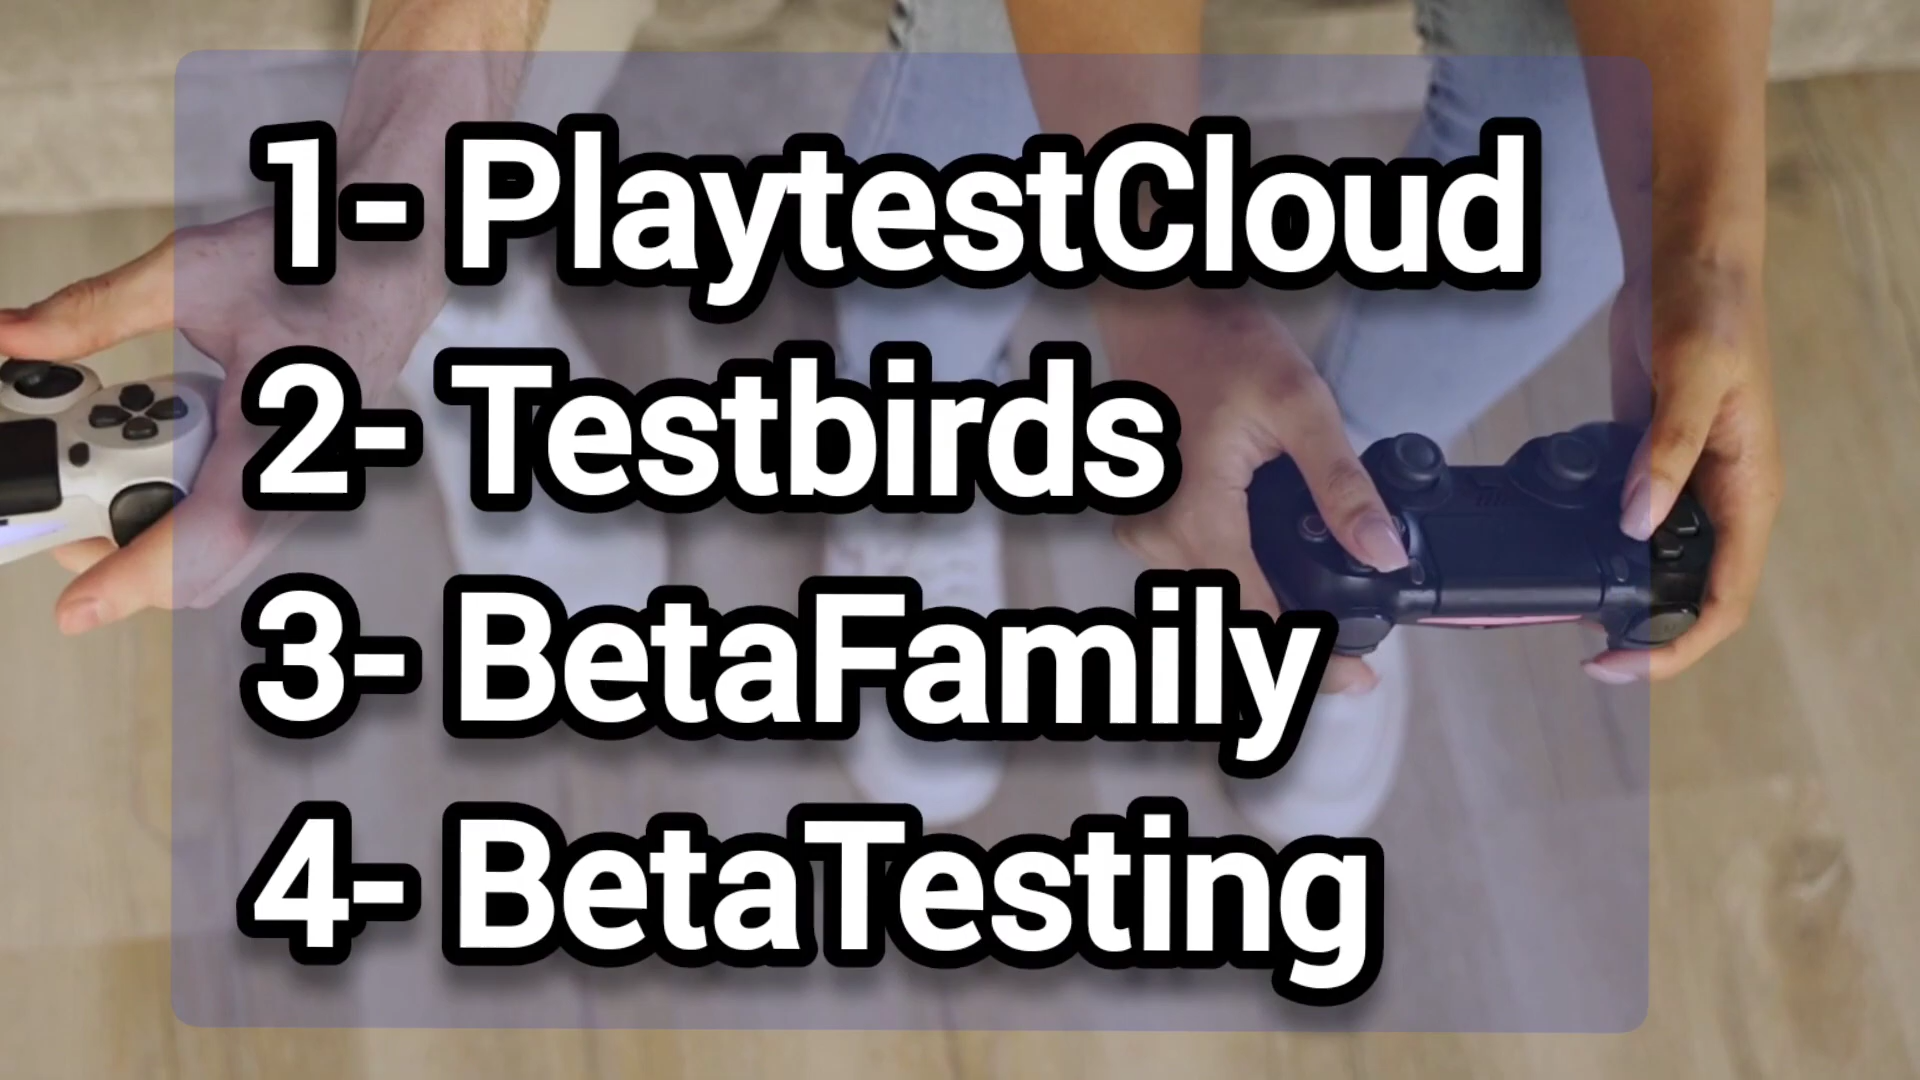 1- PlaytestCloud
2- Testbirds
3- BetaFamily
4- BetaTesting